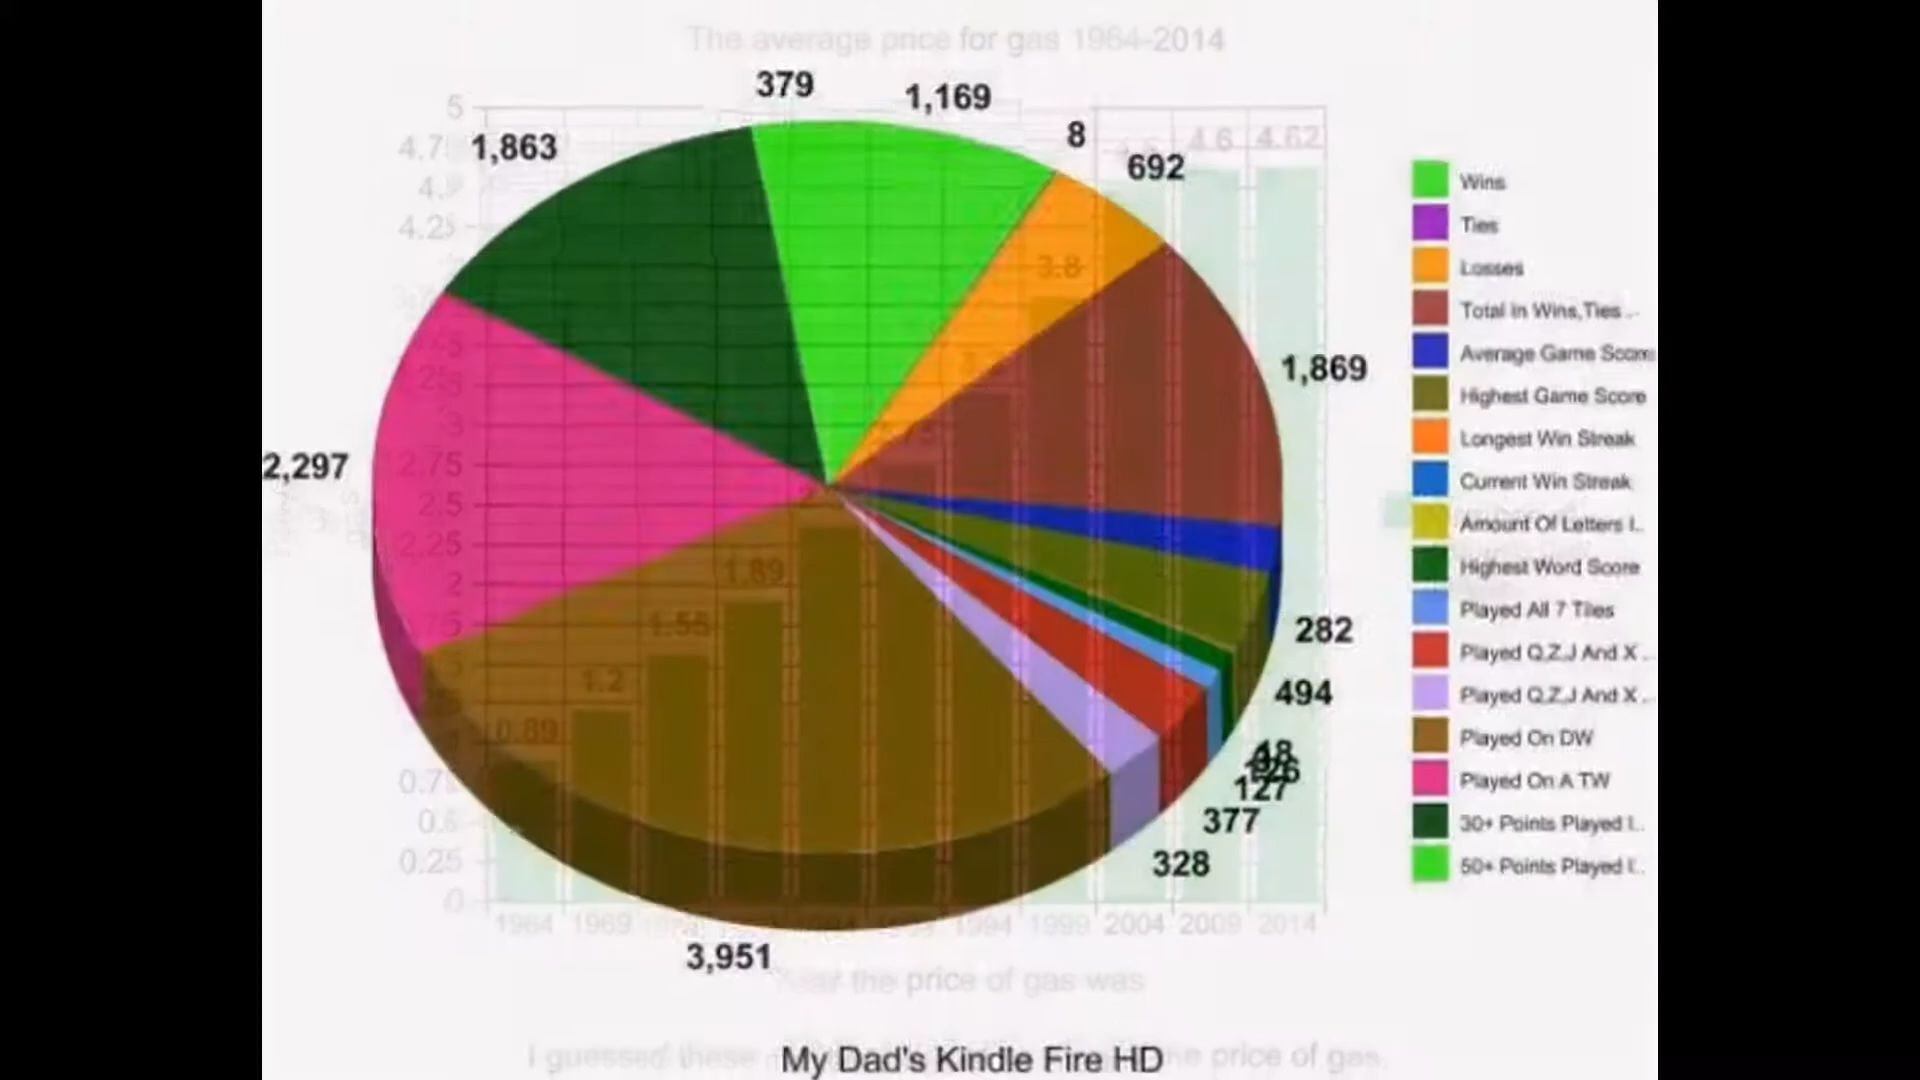 The average price for gas 1964-2014
379
1,169
5
8
1,863
4.6
4.62
692
4.25
3.8
1,869
2,297
2.75
2.5
2.25
1.89
2
1.55
282
1.2
494
0.89
127
377
0.25
328
0
1964 1969 1994 1999 2004 2009 2014
3,951
the price of gas was
I guessed these the price of gas.
My Dad's Kindle Fire HD
Wins
Ties
Losses
Total In Wins,Ties ..
Average Game Score
Highest Game Score
Longest Win Streak
Current Win Streak
Amount Of Letters I..
Highest Word Score
Played All 7 Tiles
Played Q,Z,J And X ..
Played Q,Z,J And X ..
Played On DW
Played On A TW
30+ Points Played I..
50+ Points Played I..